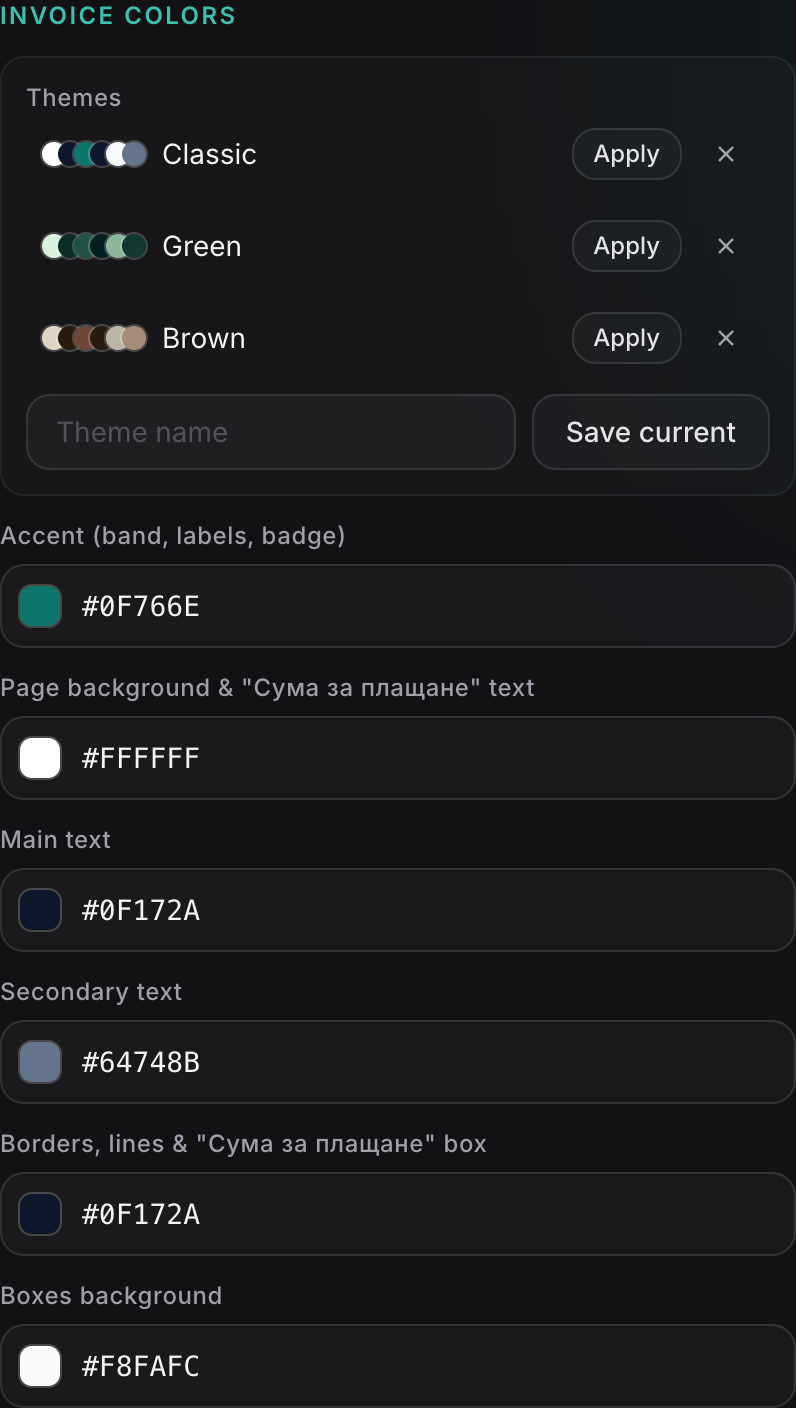 INVOICE COLORS
Themes
Classic Apply ×
Green Apply ×
Brown Apply ×
Theme name Save current
Accent (band, labels, badge)
#0F766E
Page background & "Сума за плащане" text
#FFFFFF
Main text
#0F172A
Secondary text
#64748B
Borders, lines & "Сума за плащане" box
#0F172A
Boxes background
#F8FAFC